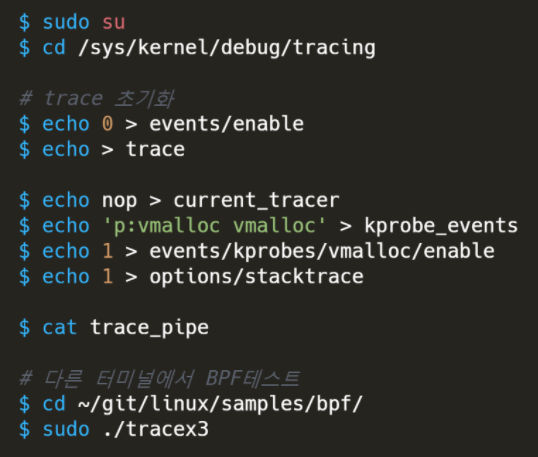 $ sudo su
$ cd /sys/kernel/debug/tracing
# trace 초기화
$ echo 0 > events/enable
$ echo > trace
$ echo nop > current_tracer
$ echo 'p:vmalloc vmalloc' > kprobe_events
$ echo 1 > events/kprobes/vmalloc/enable
$ echo 1 > options/stacktrace
$ cat trace_pipe
# 다른 터미널에서 BPF테스트
$ cd ~/git/linux/samples/bpf/
$ sudo ./tracex3